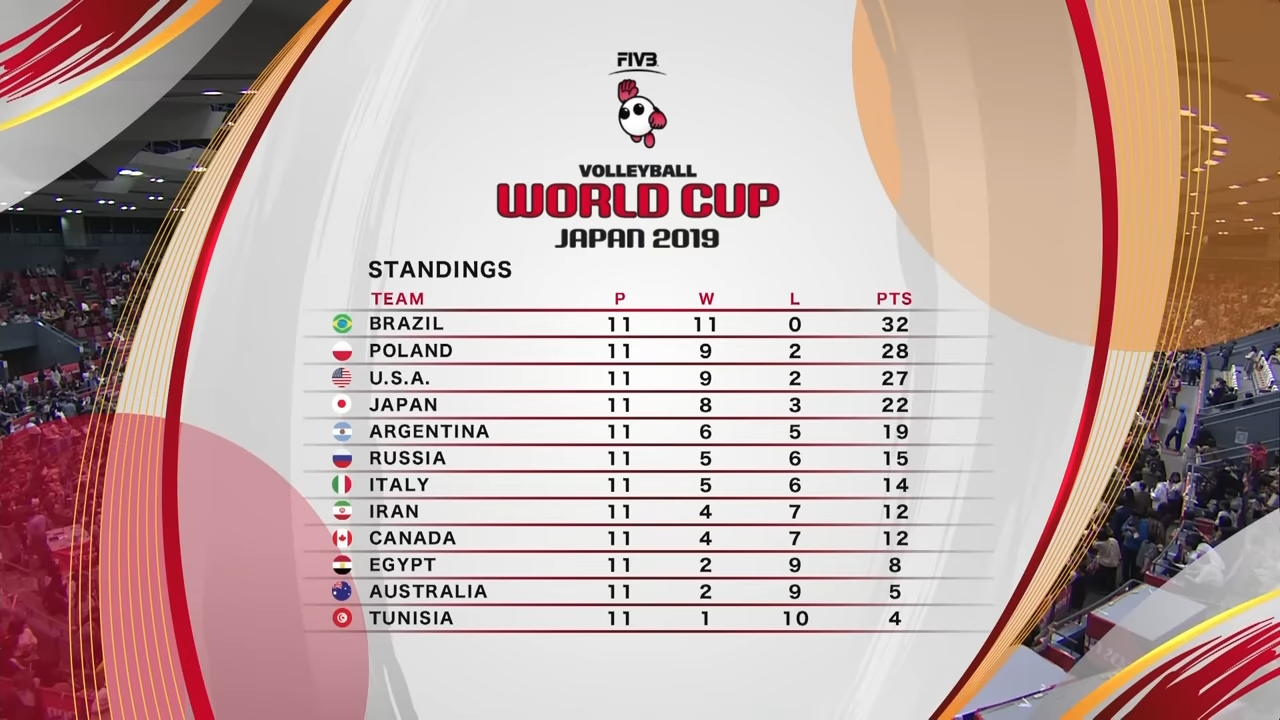 FIVB
VOLLEYBALL
WORLD CUP
JAPAN 2019
STANDINGS
TEAM P W L PTS
BRAZIL 11 11 0 32
POLAND 11 9 2 28
U.S.A. 11 9 2 27
JAPAN 11 8 3 22
ARGENTINA 11 6 5 19
RUSSIA 11 5 6 15
ITALY 11 5 6 14
IRAN 11 4 7 12
CANADA 11 4 7 12
EGYPT 11 2 9 8
AUSTRALIA 11 2 9 5
TUNISIA 11 1 10 4